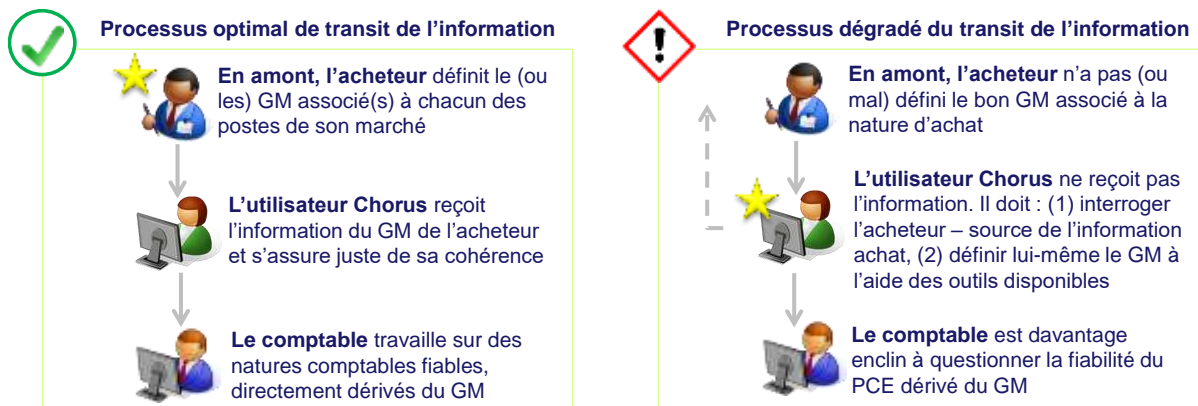 Processus optimal de transit de l’information
En amont, l’acheteur définit le (ou
les) GM associé(s) à chacun des
postes de son marché
L’utilisateur Chorus reçoit
l’information du GM de l’acheteur
et s’assure juste de sa cohérence
Le comptable travaille sur des
natures comptables fiables,
directement dérivés du GM
Processus dégradé du transit de l’information
En amont, l’acheteur n’a pas (ou
mal) défini le bon GM associé à la
nature d’achat
L’utilisateur Chorus ne reçoit pas
l’information. Il doit : (1) interroger
l’acheteur – source de l’information
achat, (2) définir lui-même le GM à
l’aide des outils disponibles
Le comptable est davantage
enclin à questionner la fiabilité du
PCE dérivé du GM